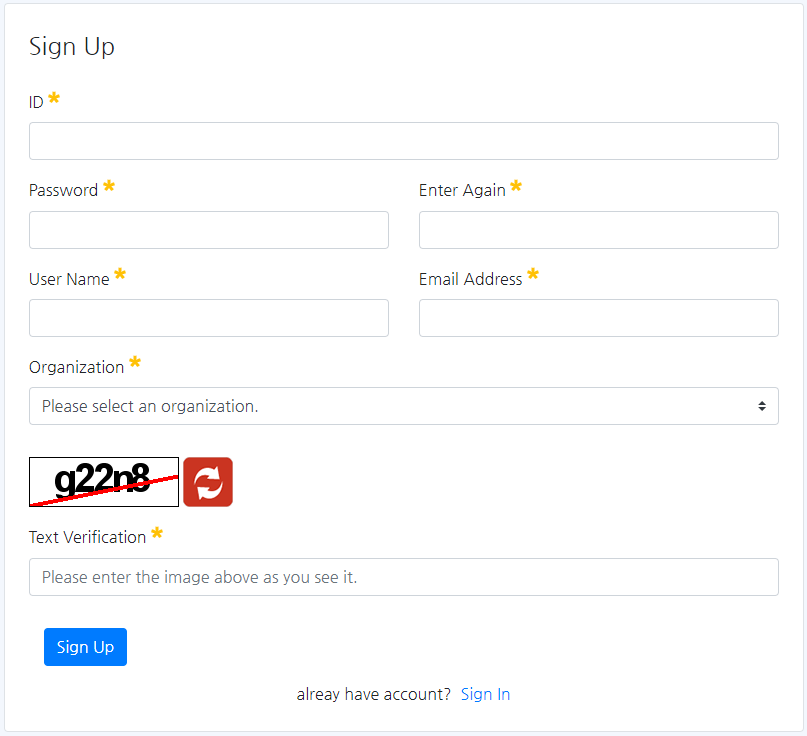 Sign Up
ID *
Password * Enter Again *
User Name * Email Address *
Organization *
Please select an organization.
g22n8
Text Verification *
Please enter the image above as you see it.
Sign Up
alreay have account? Sign In